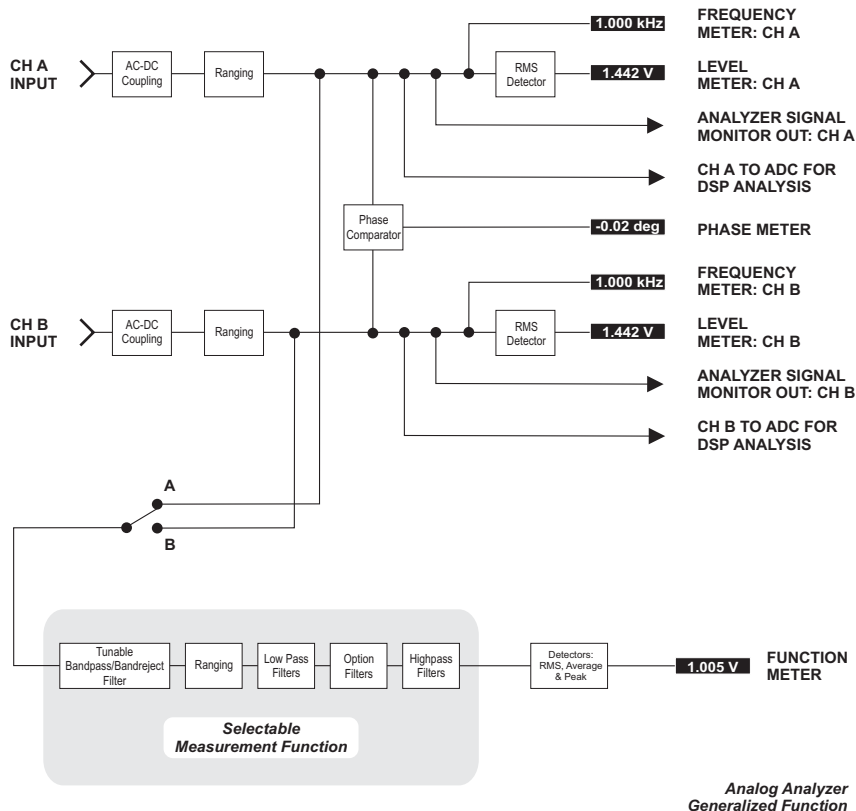 1.000 kHz
FREQUENCY
METER: CH A
CH A
INPUT
AC-DC
Coupling
Ranging
RMS
Detector
1.442 V
LEVEL
METER: CH A
ANALYZER SIGNAL
MONITOR OUT: CH A
CH A TO ADC FOR
DSP ANALYSIS
Phase
Comparator
-0.02 deg
PHASE METER
1.000 kHz
FREQUENCY
METER: CH B
CH B
INPUT
AC-DC
Coupling
Ranging
RMS
Detector
1.442 V
LEVEL
METER: CH B
ANALYZER SIGNAL
MONITOR OUT: CH B
CH B TO ADC FOR
DSP ANALYSIS
A
B
Tunable
Bandpass/Bandreject
Filter
Ranging
Low Pass
Filters
Option
Filters
Highpass
Filters
Detectors:
RMS, Average
& Peak
1.005 V
FUNCTION
METER
Selectable
Measurement Function
Analog Analyzer
Generalized Function